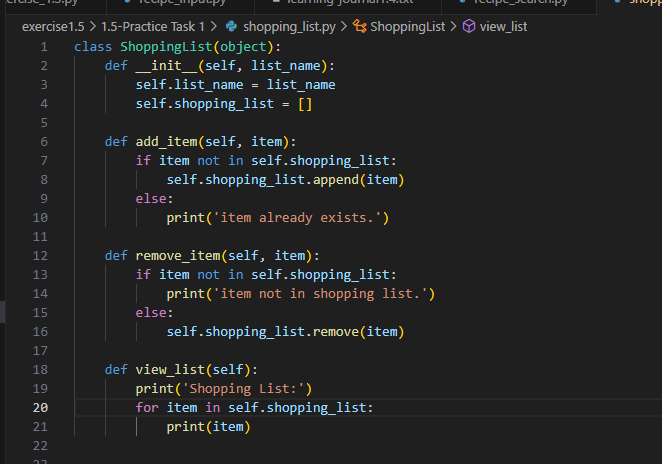 recipe_input.py learning journal 1.4.txt recipe_search.py
exercise1.5 > 1.5-Practice Task 1 > shopping_list.py > ShoppingList > view_list
1 class ShoppingList(object):
2     def __init__(self, list_name):
3         self.list_name = list_name
4         self.shopping_list = []
5
6     def add_item(self, item):
7         if item not in self.shopping_list:
8             self.shopping_list.append(item)
9         else:
10             print('item already exists.')
11
12     def remove_item(self, item):
13         if item not in self.shopping_list:
14             print('item not in shopping list.')
15         else:
16             self.shopping_list.remove(item)
17
18     def view_list(self):
19         print('Shopping List:')
20         for item in self.shopping_list:
21             print(item)
22